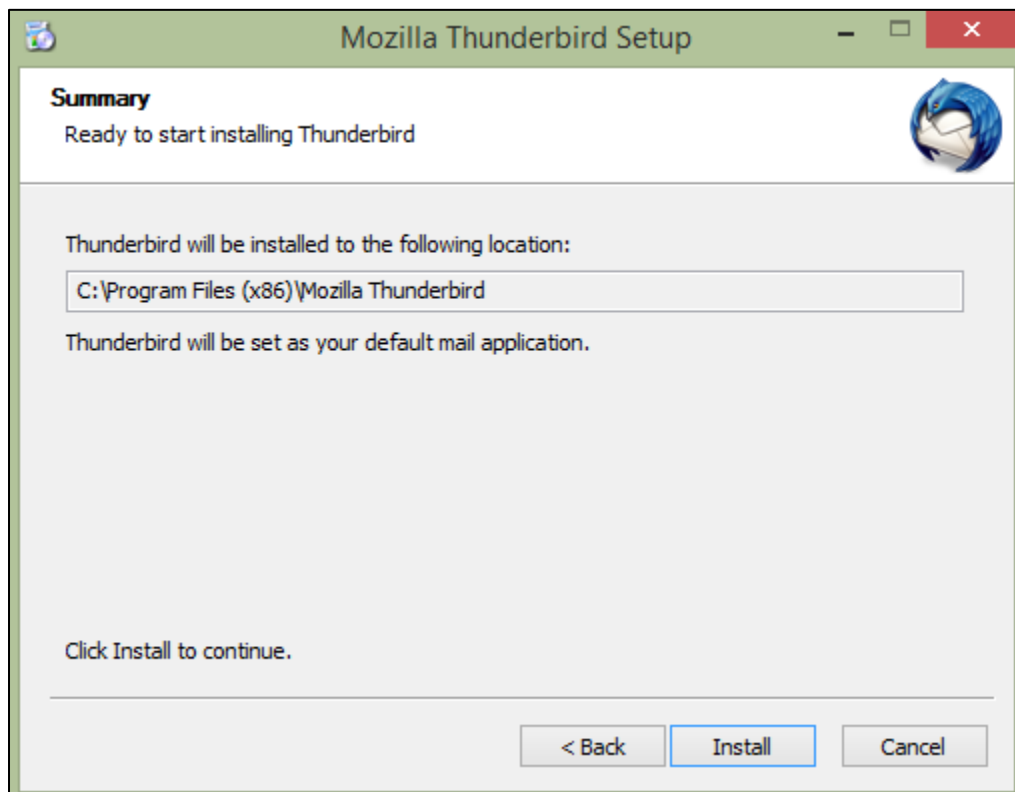 Mozilla Thunderbird Setup
Summary
Ready to start installing Thunderbird
Thunderbird will be installed to the following location:
C:\Program Files (x86)\Mozilla Thunderbird
Thunderbird will be set as your default mail application.
Click Install to continue.
< Back Install Cancel